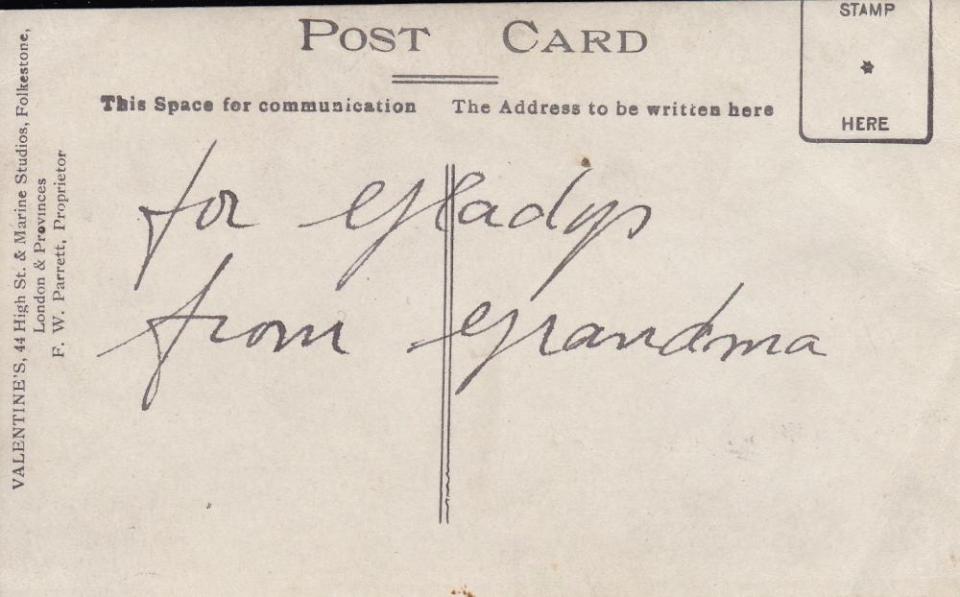 POST CARD
STAMP
HERE
This Space for communication
The Address to be written here
for Gladys
from Grandma
VALENTINE'S, 44 High St. & Marine Studios, Folkestone,
London & Provinces
F. W. Parrett, Proprietor